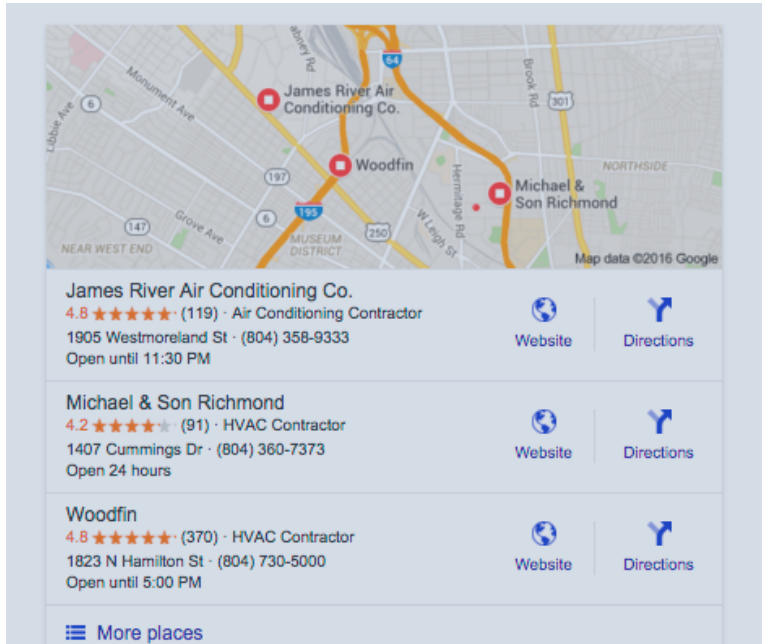 abney Rd
64
Monument Ave
James River Air
Conditioning Co.
Brook Rd
301
6
Libbie Ave
Woodfin
Hermitage Rd
NORTHSIDE
197
Michael &
Son Richmond
195
147
Grove Ave
6
250
W Leigh St
NEAR WEST END
MUSEUM
DISTRICT
Map data ©2016 Google
James River Air Conditioning Co.
4.8 ★★★★★ (119) · Air Conditioning Contractor
1905 Westmoreland St · (804) 358-9333
Open until 11:30 PM
Website
Directions
Michael & Son Richmond
4.2 ★★★★★ (91) · HVAC Contractor
1407 Cummings Dr · (804) 360-7373
Open 24 hours
Website
Directions
Woodfin
4.8 ★★★★★ (370) · HVAC Contractor
1823 N Hamilton St · (804) 730-5000
Open until 5:00 PM
Website
Directions
More places